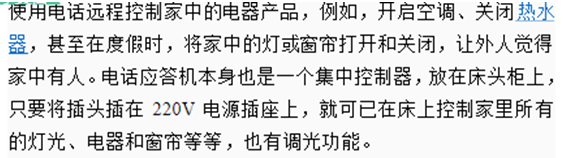 使用电话远程控制家中的电器产品，例如，开启空调、关闭热水
器，甚至在度假时，将家中的灯或窗帘打开和关闭，让外人觉得
家中有人。电话应答机本身也是一个集中控制器，放在床头柜上，
只要将插头插在 220V 电源插座上，就可已在床上控制家里所有
的灯光、电器和窗帘等等，也有调光功能。